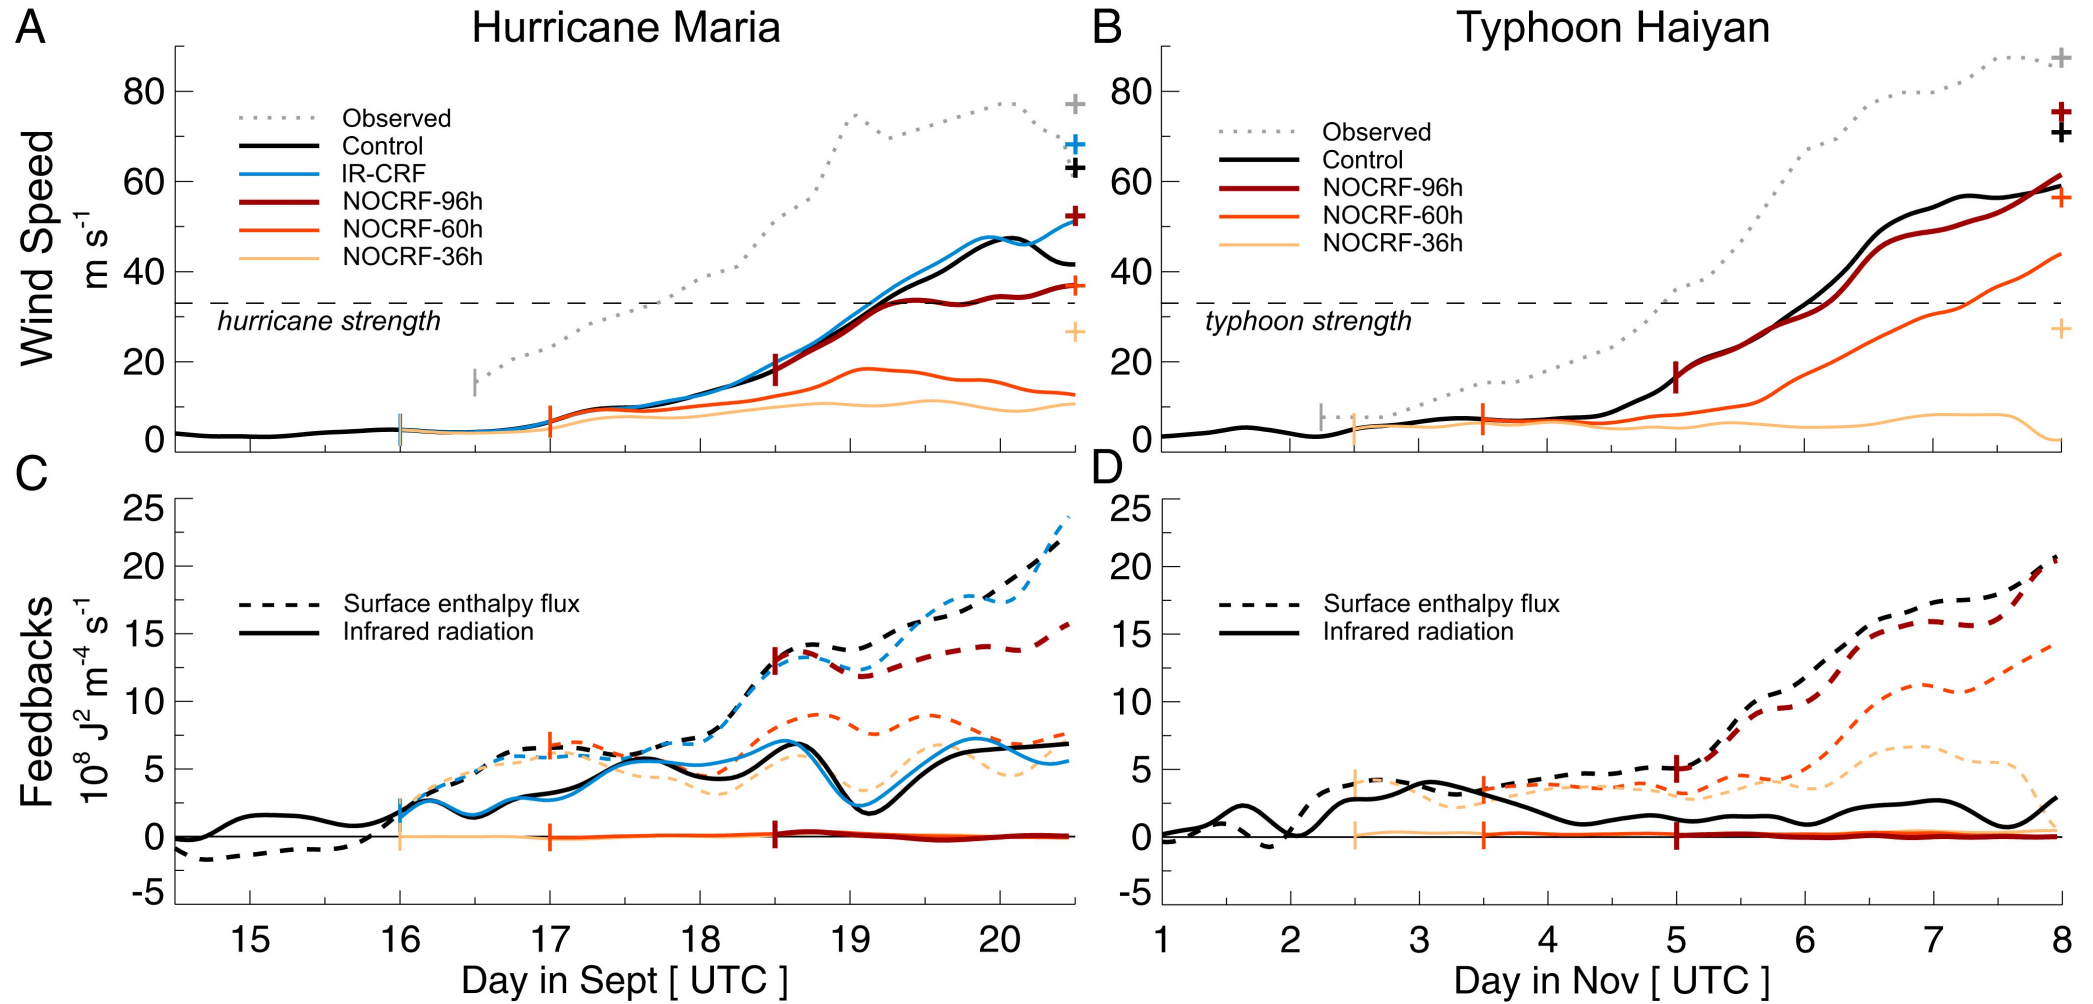 A
Hurricane Maria
B
Typhoon Haiyan
Wind Speed
m s-1
80
60
40
20
0
Observed
Control
IR-CRF
NOCRF-96h
NOCRF-60h
NOCRF-36h
hurricane strength
80
60
40
20
0
Observed
Control
NOCRF-96h
NOCRF-60h
NOCRF-36h
typhoon strength
C
Feedbacks
10^8 J^2 m^-4 s^-1
25
20
15
10
5
0
-5
Surface enthalpy flux
Infrared radiation
15 16 17 18 19 20
Day in Sept [ UTC ]
D
25
20
15
10
5
0
-5
Surface enthalpy flux
Infrared radiation
1 2 3 4 5 6 7 8
Day in Nov [ UTC ]